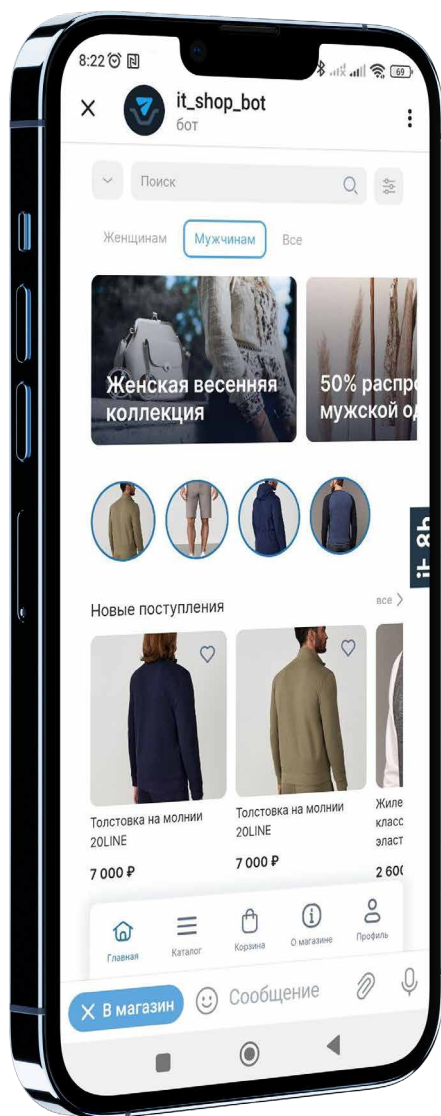 8:22
69
it_shop_bot
бот
Поиск
Женщинам Мужчинам Все
Женская весенняя
коллекция
50% распро
мужской од
Новые поступления
все
Толстовка на молнии
20LINE
7 000 ₽
Толстовка на молнии
20LINE
7 000 ₽
Жиле
класс
эласт
2 600
Главная
Каталог
Корзина
О магазине
Профиль
В магазин
Сообщение